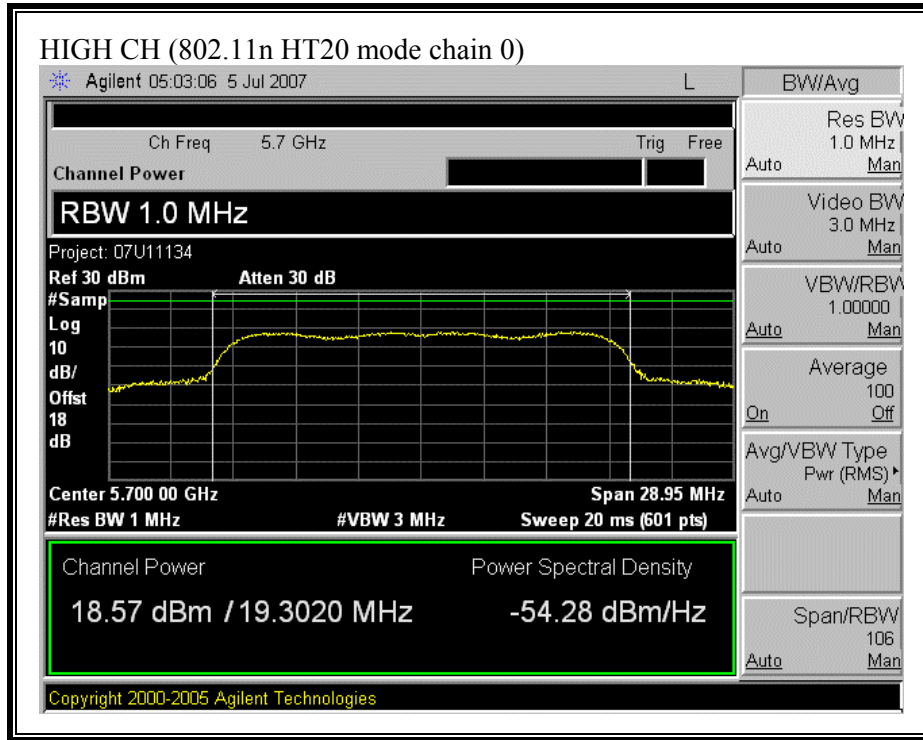 HIGH CH (802.11n HT20 mode chain 0)
Agilent 05:03:06 5 Jul 2007 L
BW/Avg
Ch Freq 5.7 GHz Trig Free
Channel Power
RBW 1.0 MHz
Project: 07U11134
Ref 30 dBm Atten 30 dB
#Samp
Log
10
dB/
Offst
18
dB
Center 5.700 00 GHz Span 28.95 MHz
#Res BW 1 MHz #VBW 3 MHz Sweep 20 ms (601 pts)
Channel Power Power Spectral Density
18.57 dBm / 19.3020 MHz -54.28 dBm/Hz
Copyright 2000-2005 Agilent Technologies
Res BW
1.0 MHz
Auto Man
Video BW
3.0 MHz
Auto Man
VBW/RBW
1.00000
Auto Man
Average
100
On Off
Avg/VBW Type
Pwr (RMS)
Auto Man
Span/RBW
106
Auto Man